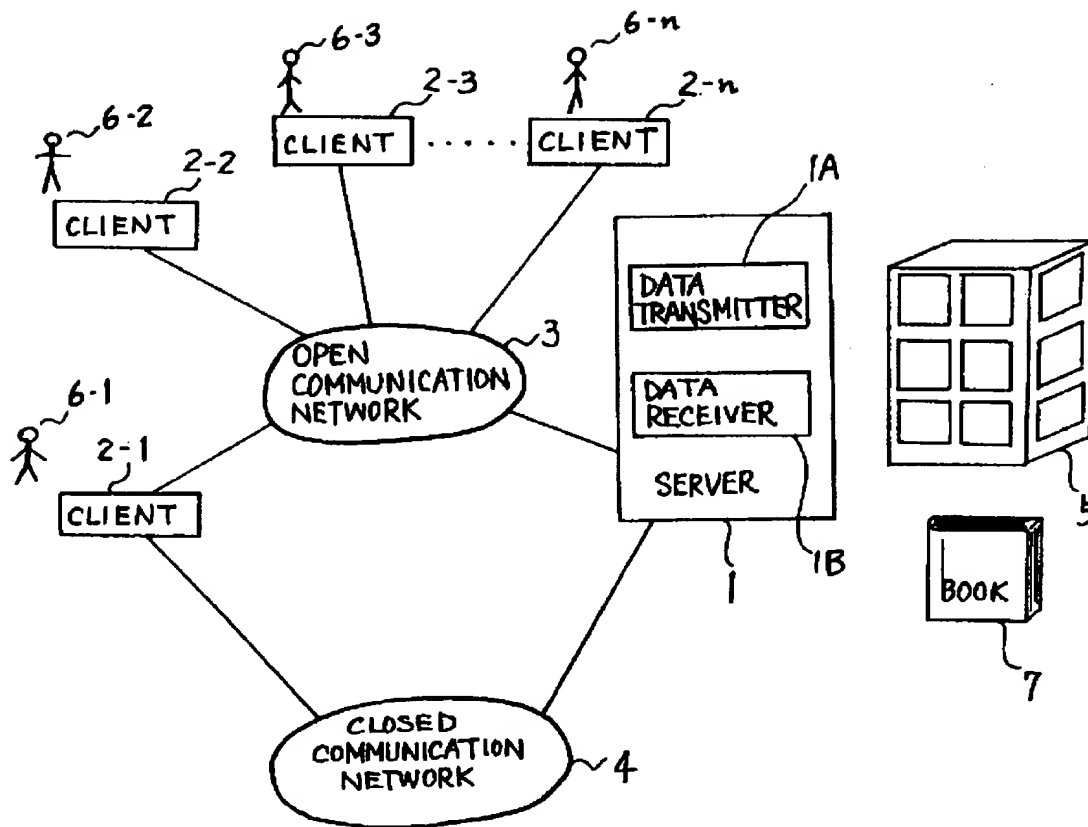 6-3
6-n
2-3
2-n
6-2
CLIENT
. . . . .
CLIENT
2-2
1A
CLIENT
DATA
TRANSMITTER
3
OPEN
COMMUNICATION
NETWORK
DATA
RECEIVER
6-1
2-1
SERVER
CLIENT
5
1B
1
BOOK
7
CLOSED
COMMUNICATION
NETWORK
4